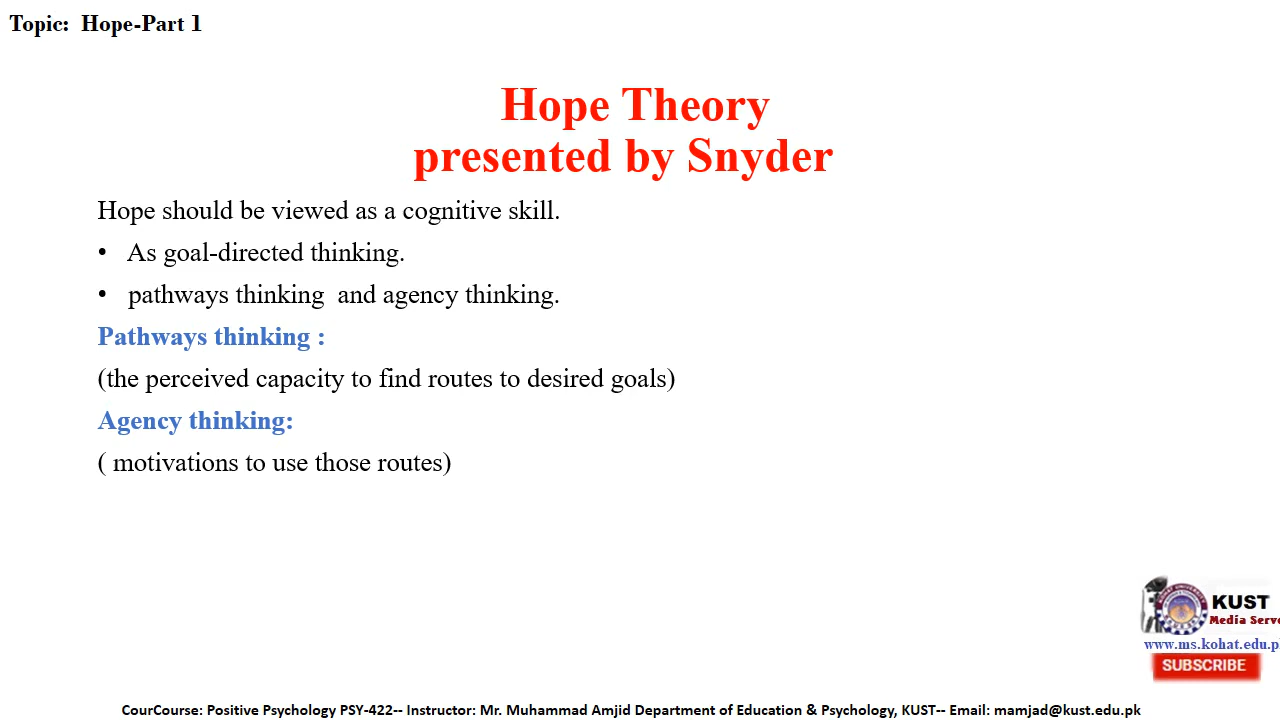 Topic: Hope-Part 1
Hope Theory
presented by Snyder
Hope should be viewed as a cognitive skill.
• As goal-directed thinking.
• pathways thinking and agency thinking.
Pathways thinking :
(the perceived capacity to find routes to desired goals)
Agency thinking:
( motivations to use those routes)
KUST
Media Serve
www.ms.kohat.edu.p
SUBSCRIBE
CourCourse: Positive Psychology PSY-422-- Instructor: Mr. Muhammad Amjid Department of Education & Psychology, KUST-- Email: mamjad@kust.edu.pk